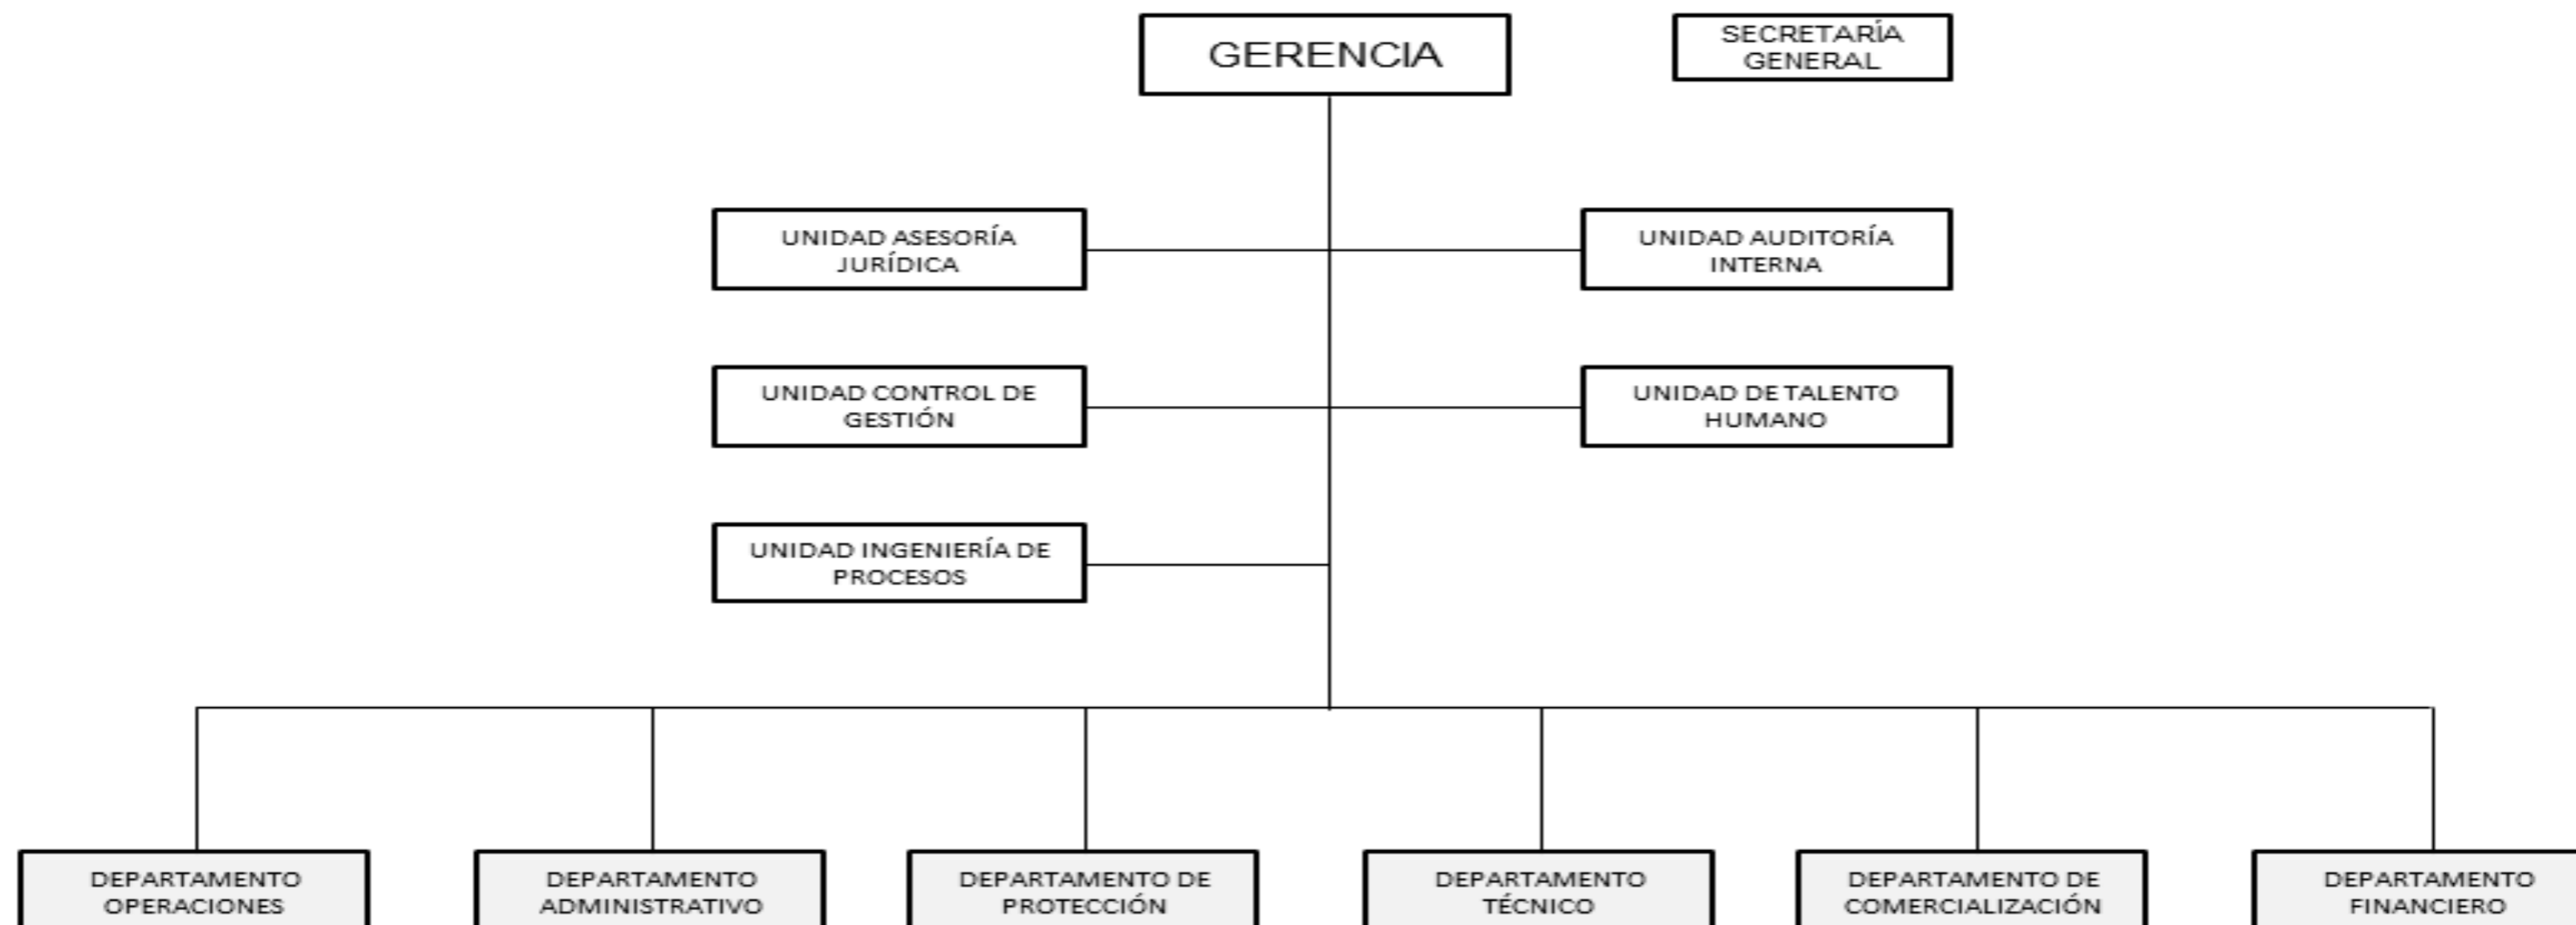 GERENCIA
SECRETARÍA
GENERAL
UNIDAD ASESORÍA
JURÍDICA
UNIDAD AUDITORÍA
INTERNA
UNIDAD CONTROL DE
GESTIÓN
UNIDAD DE TALENTO
HUMANO
UNIDAD INGENIERÍA DE
PROCESOS
DEPARTAMENTO
OPERACIONES
DEPARTAMENTO
ADMINISTRATIVO
DEPARTAMENTO DE
PROTECCIÓN
DEPARTAMENTO
TÉCNICO
DEPARTAMENTO DE
COMERCIALIZACIÓN
DEPARTAMENTO
FINANCIERO